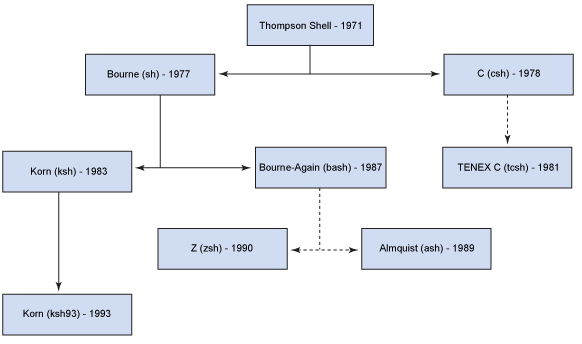 Thompson Shell - 1971
Bourne (sh) - 1977
C (csh) - 1978
Korn (ksh) - 1983
Bourne-Again (bash) - 1987
TENEX C (tcsh) - 1981
Z (zsh) - 1990
Almquist (ash) - 1989
Korn (ksh93) - 1993